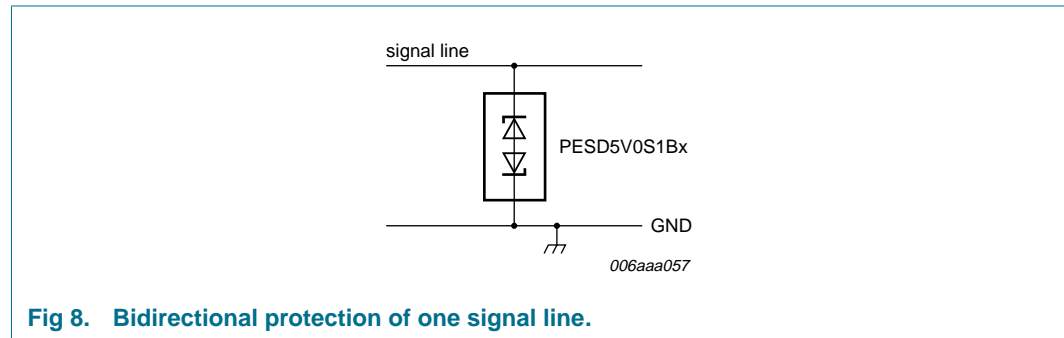 signal line
PESD5V0S1Bx
GND
006aaa057
Fig 8. Bidirectional protection of one signal line.